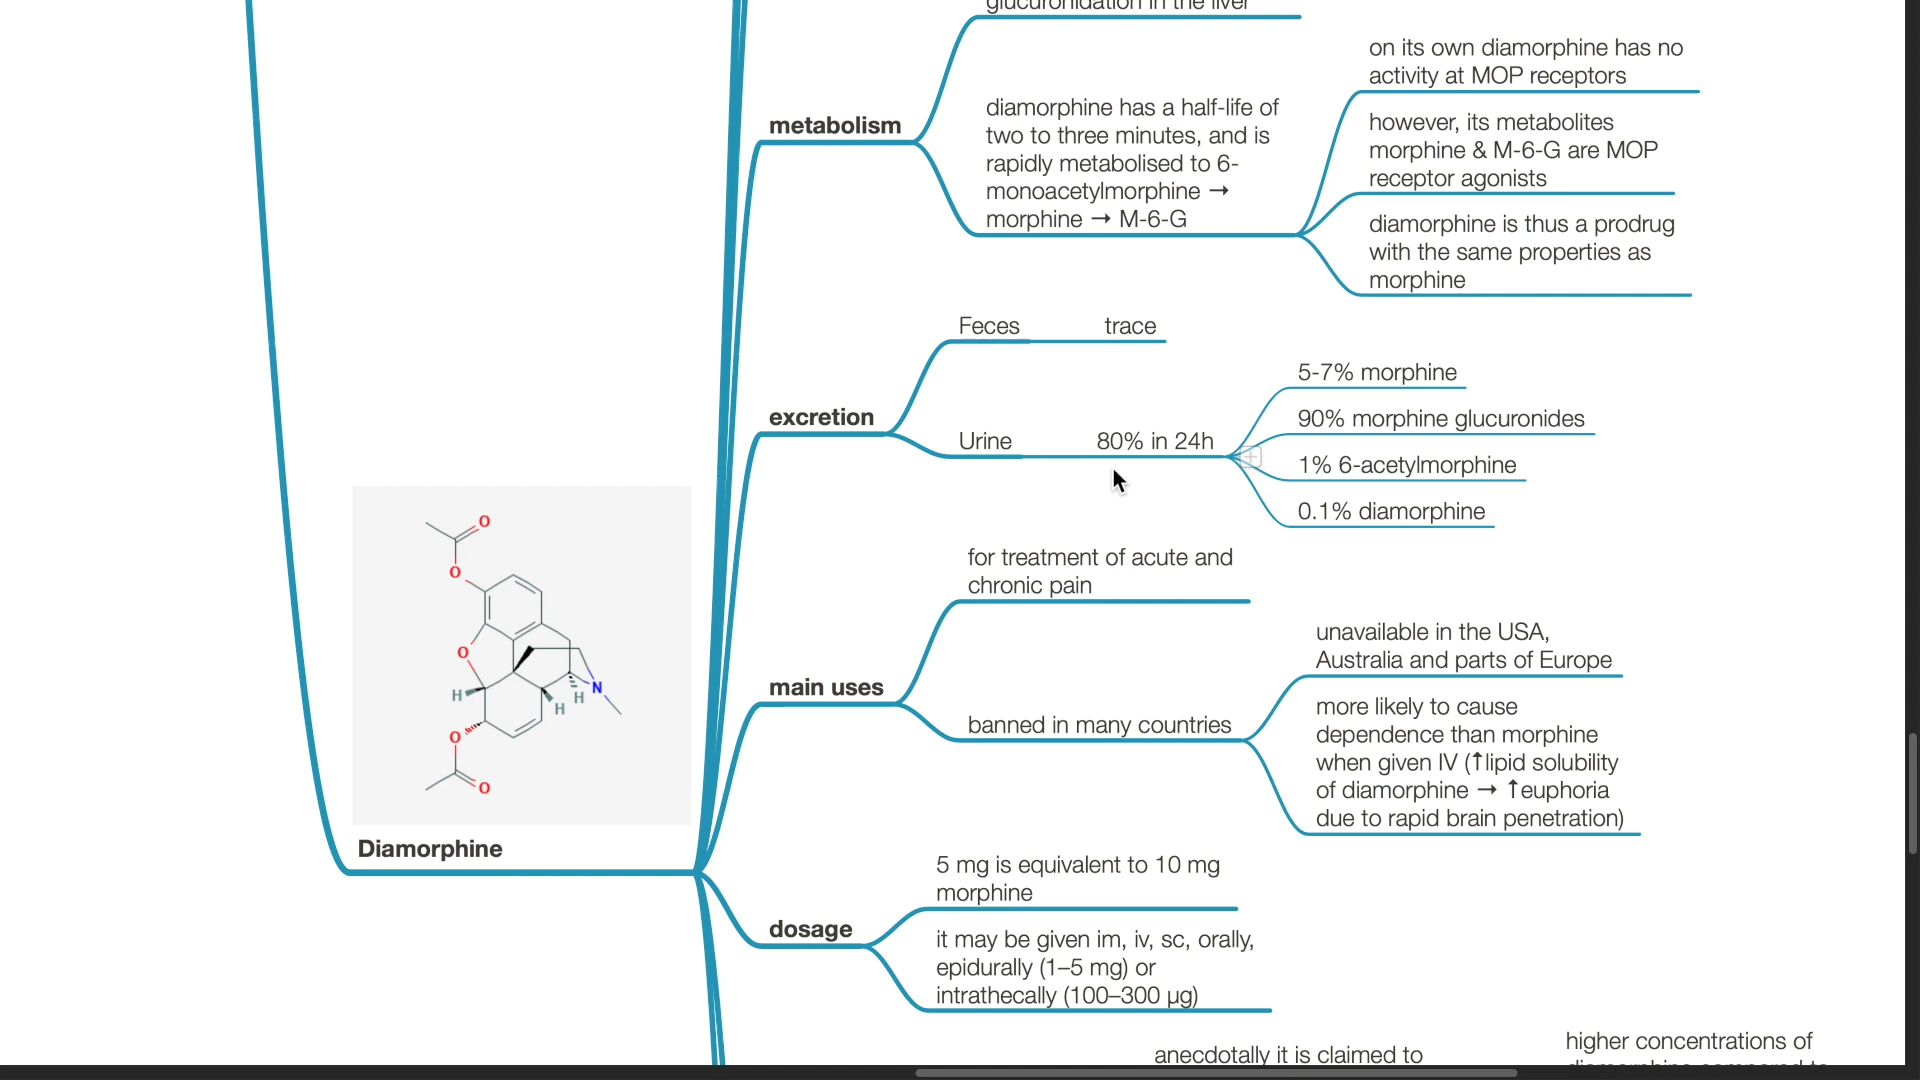 glucuronidation in the liver
metabolism
diamorphine has a half-life of
two to three minutes, and is
rapidly metabolised to 6-
monoacetylmorphine →
morphine → M-6-G
on its own diamorphine has no
activity at MOP receptors
however, its metabolites
morphine & M-6-G are MOP
receptor agonists
diamorphine is thus a prodrug
with the same properties as
morphine
excretion
Feces
trace
Urine
80% in 24h
5-7% morphine
90% morphine glucuronides
1% 6-acetylmorphine
0.1% diamorphine
O
O
O
H
H
H
N
O
O
Diamorphine
main uses
for treatment of acute and
chronic pain
banned in many countries
unavailable in the USA,
Australia and parts of Europe
more likely to cause
dependence than morphine
when given IV (↑lipid solubility
of diamorphine → ↑euphoria
due to rapid brain penetration)
dosage
5 mg is equivalent to 10 mg
morphine
it may be given im, iv, sc, orally,
epidurally (1–5 mg) or
intrathecally (100–300 µg)
anecdotally it is claimed to
higher concentrations of
diamorphine compared to